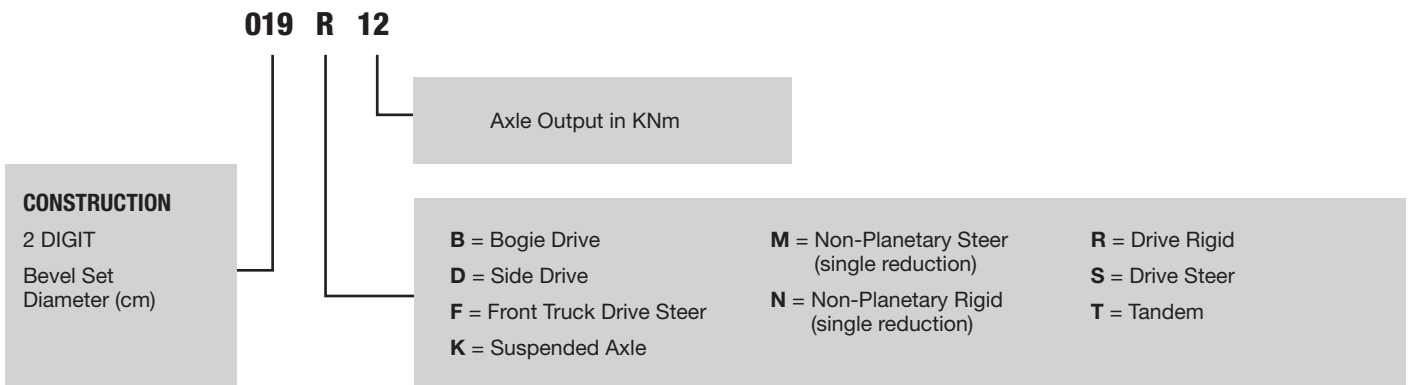 019 R 12
Axle Output in KNm
CONSTRUCTION
2 DIGIT
Bevel Set
Diameter (cm)
B = Bogie Drive
D = Side Drive
F = Front Truck Drive Steer
K = Suspended Axle
M = Non-Planetary Steer
(single reduction)
N = Non-Planetary Rigid
(single reduction)
R = Drive Rigid
S = Drive Steer
T = Tandem